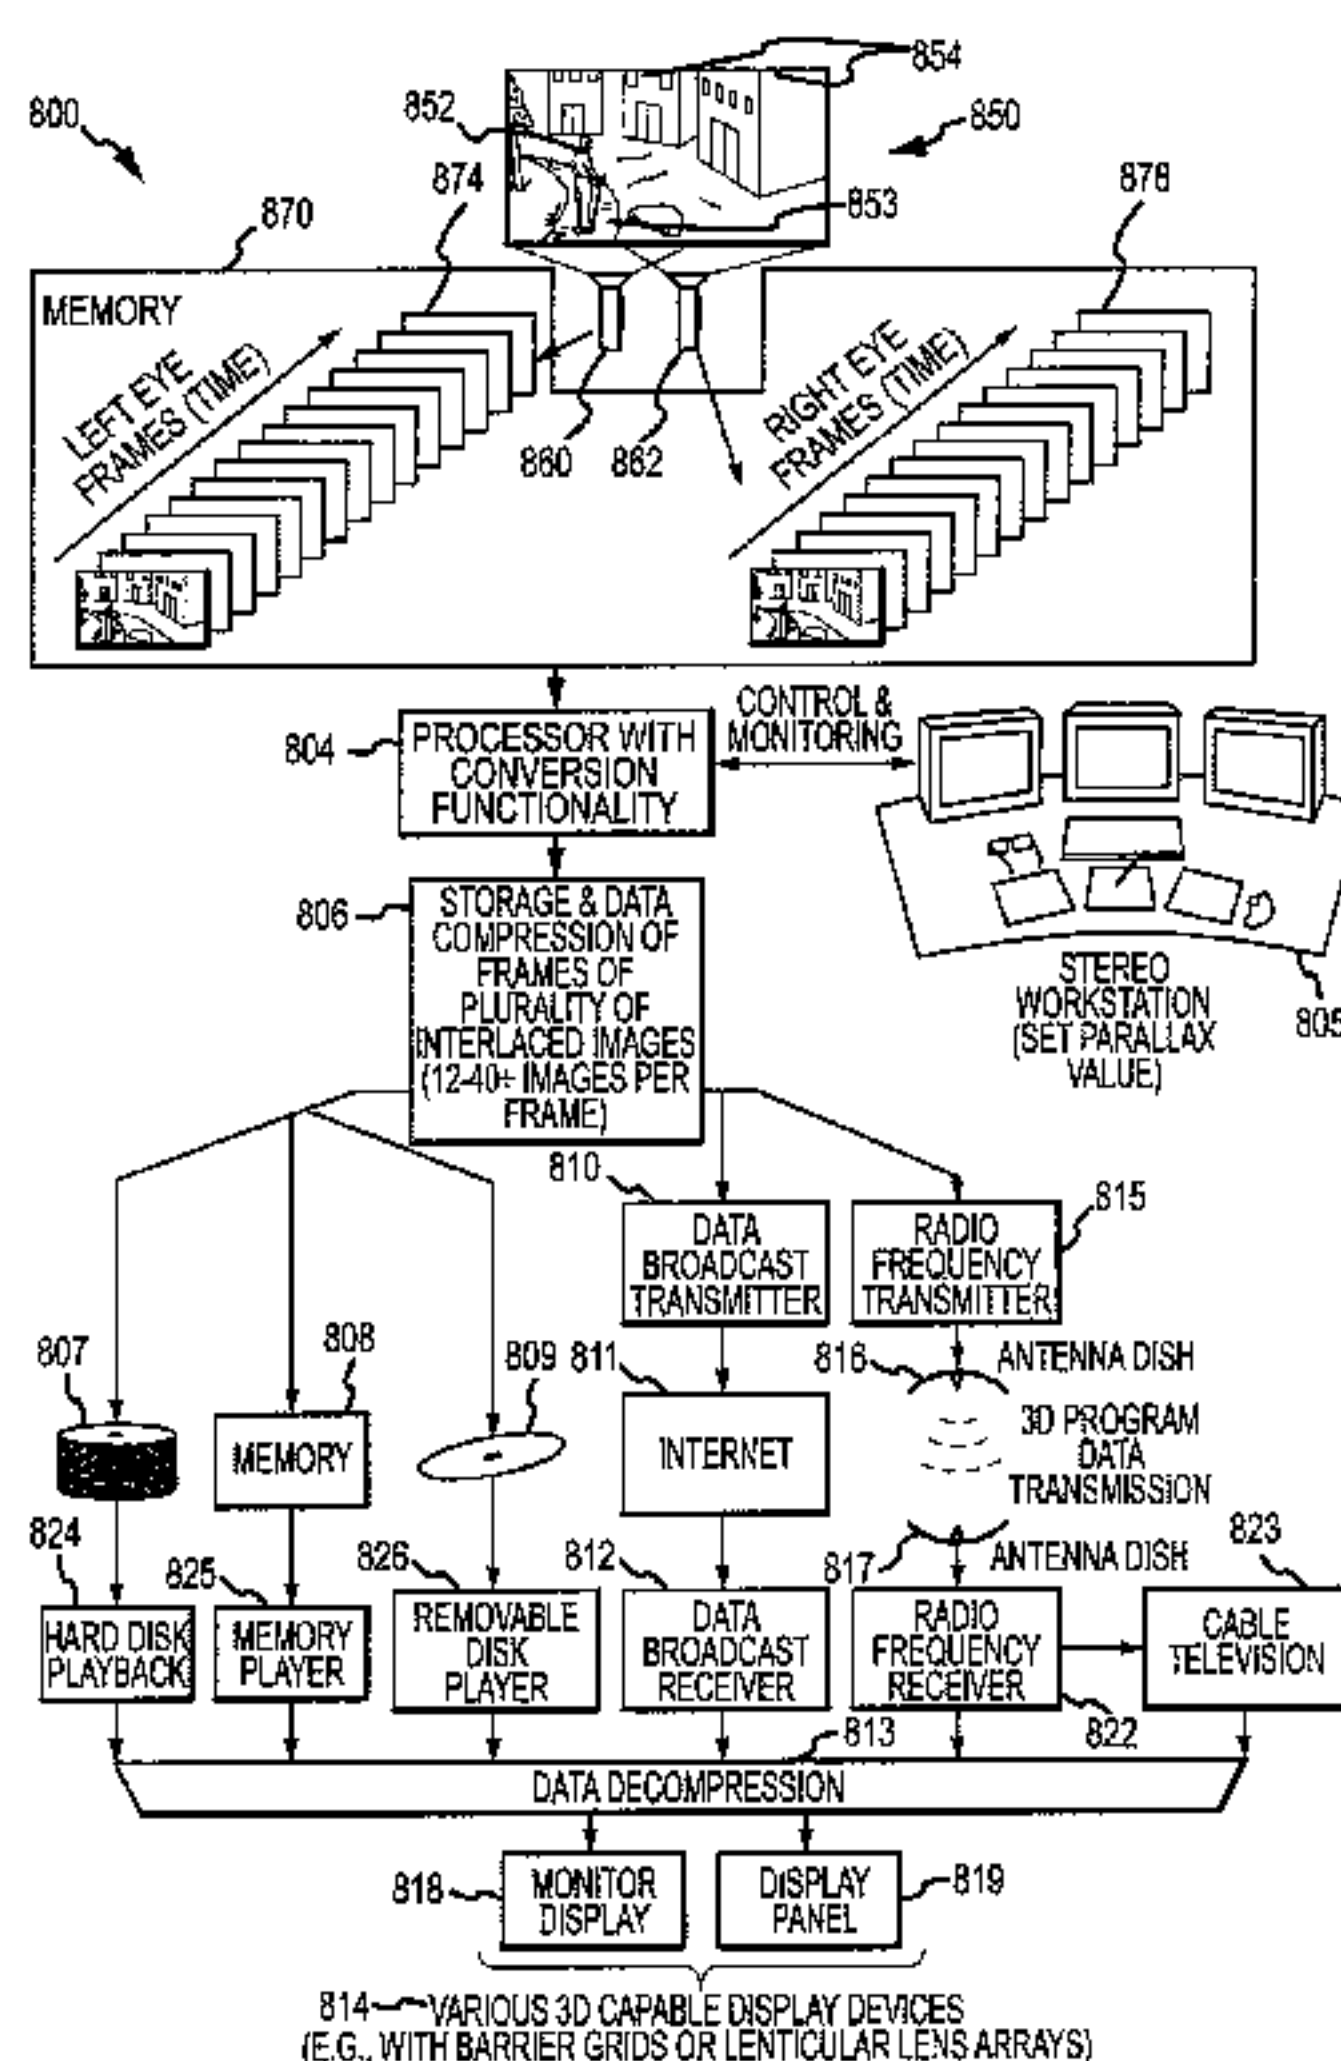 854
800
852
850
874
878
870
853
MEMORY
LEFT EYE
FRAMES (TIME)
RIGHT EYE
FRAMES (TIME)
860
862
CONTROL &
MONITORING
804
PROCESSOR WITH
CONVERSION
FUNCTIONALITY
806
STORAGE & DATA
COMPRESSION OF
FRAMES OF
PLURALITY OF
INTERLACED IMAGES
(12-40+ IMAGES PER
FRAME)
STEREO
WORKSTATION
(SET PARALLAX
VALUE)
805
810
815
DATA
BROADCAST
TRANSMITTER
RADIO
FREQUENCY
TRANSMITTER
807
808
809
811
816
ANTENNA DISH
MEMORY
INTERNET
3D PROGRAM
DATA
TRANSMISSION
824
825
826
812
817
ANTENNA DISH
823
HARD DISK
PLAYBACK
MEMORY
PLAYER
REMOVABLE
DISK
PLAYER
DATA
BROADCAST
RECEIVER
RADIO
FREQUENCY
RECEIVER
CABLE
TELEVISION
813
822
DATA DECOMPRESSION
818
MONITOR
DISPLAY
DISPLAY
PANEL
819
814
VARIOUS 3D CAPABLE DISPLAY DEVICES
(E.G., WITH BARRIER GRIDS OR LENTICULAR LENS ARRAYS)